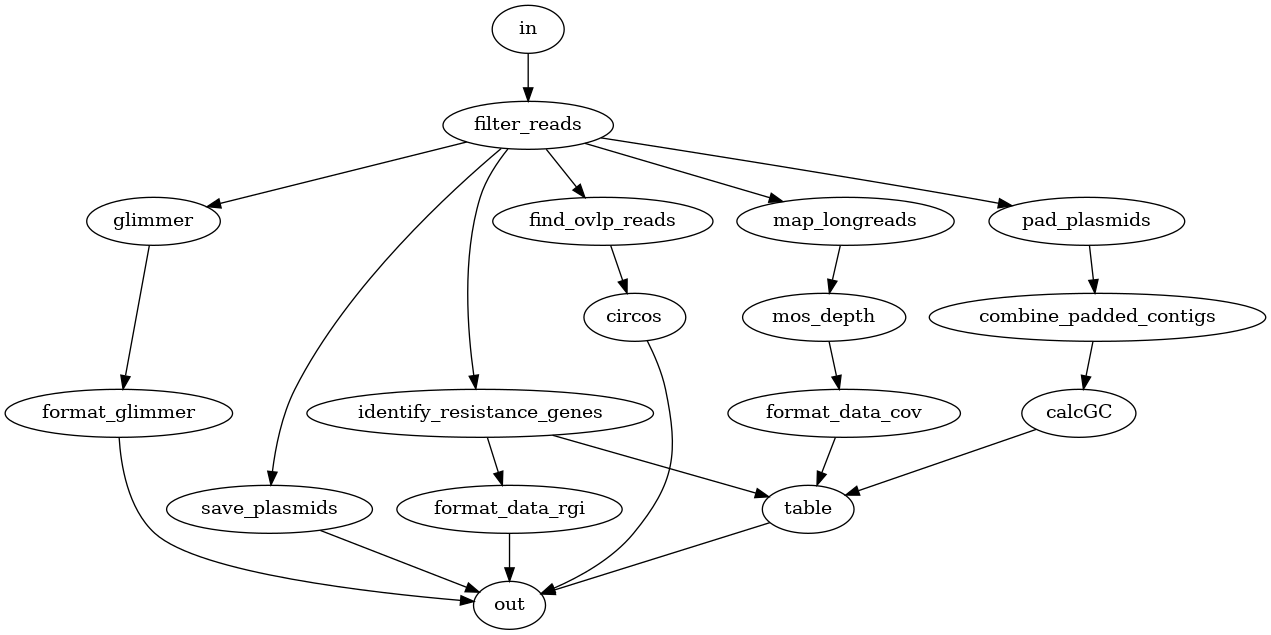 in
filter_reads
glimmer
find_ovlp_reads
map_longreads
pad_plasmids
circos
mos_depth
combine_padded_contigs
format_glimmer
identify_resistance_genes
format_data_cov
calcGC
save_plasmids
format_data_rgi
table
out